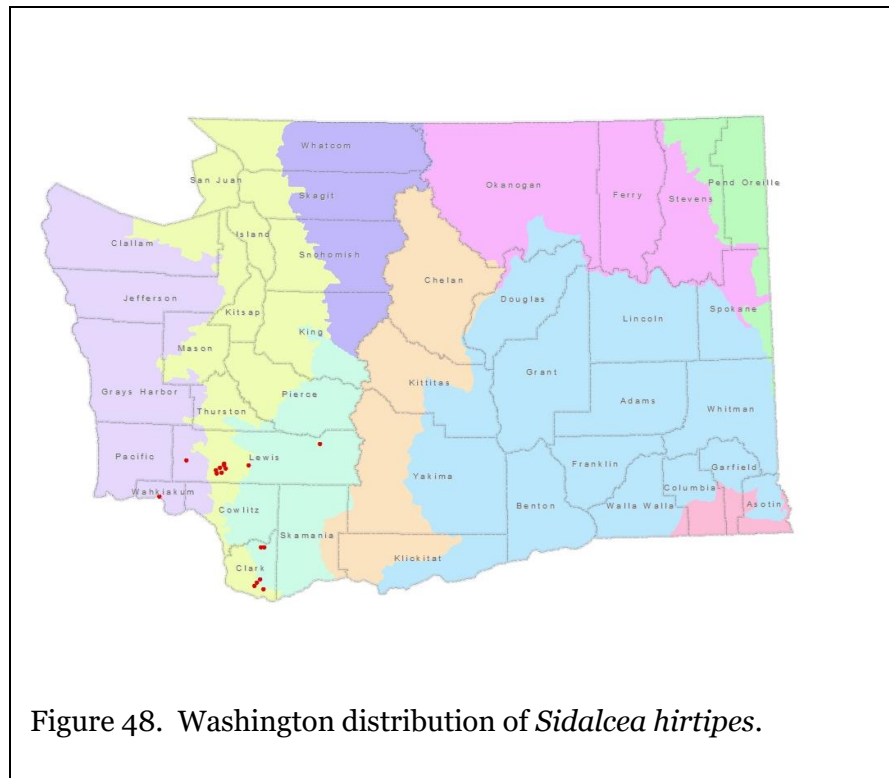 Whatcom
San Juan
Skagit
Okanogan
Ferry
Stevens
Pend Oreille
Island
Clallam
Snohomish
Chelan
Jefferson
Kitsap
Douglas
King
Lincoln
Spokane
Mason
Grays Harbor
Kittitas
Grant
Pierce
Adams
Whitman
Thurston
Pacific
Lewis
Yakima
Franklin
Garfield
Wahkiakum
Columbia
Cowlitz
Skamania
Benton
Walla Walla
Asotin
Clark
Klickitat
Figure 48. Washington distribution of Sidalcea hirtipes.